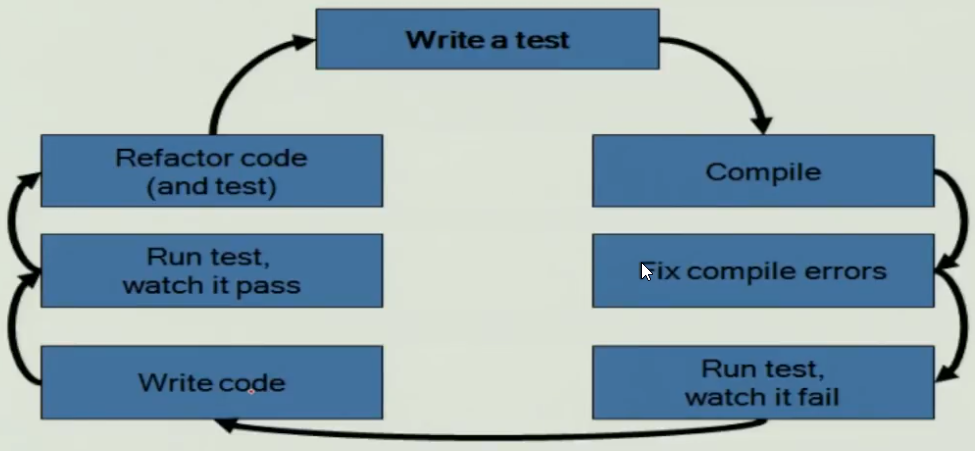 Write a test
Refactor code
(and test)
Compile
Run test,
watch it pass
Fix compile errors
Write code
Run test,
watch it fail